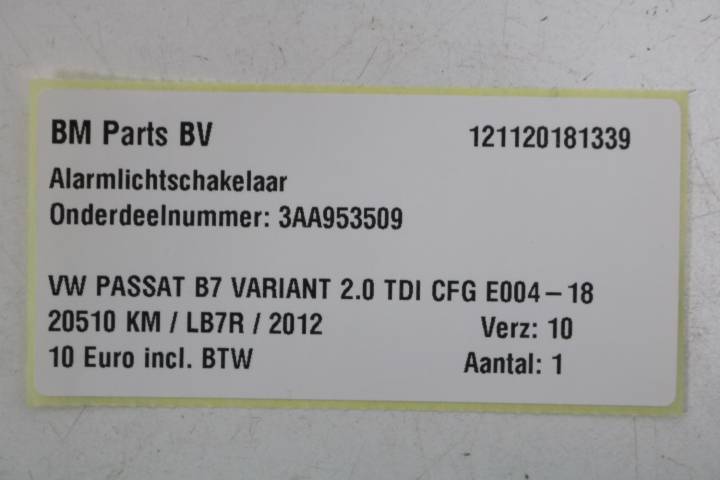 BM Parts BV 121120181339
Alarmlichtschakelaar
Onderdeelnummer: 3AA953509
VW PASSAT B7 VARIANT 2.0 TDI CFG E004-18
20510 KM / LB7R / 2012 Verz: 10
10 Euro incl. BTW Aantal: 1